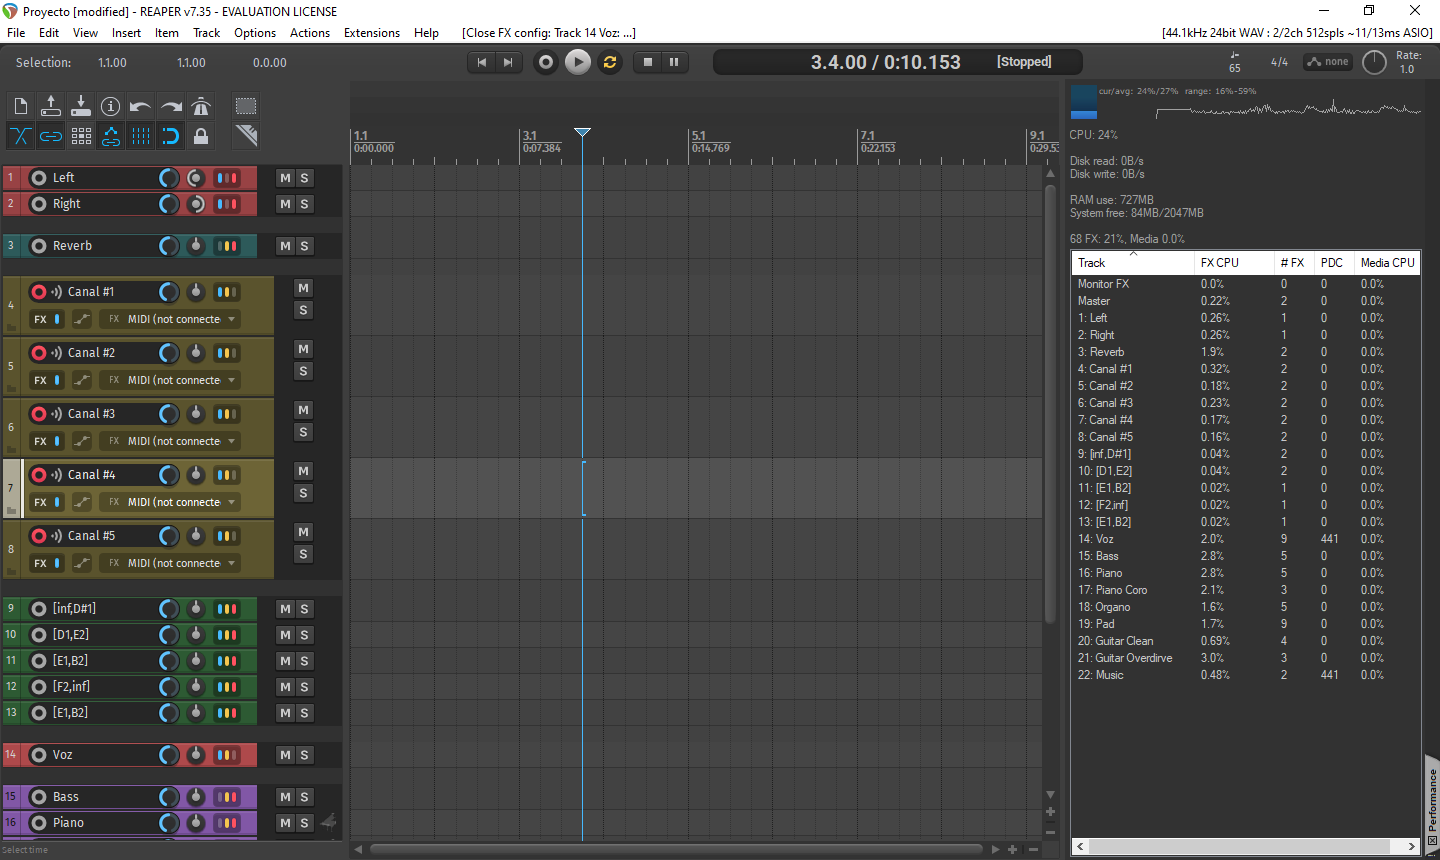 Proyecto [modified] - REAPER v7.35 - EVALUATION LICENSE
File Edit View Insert Item Track Options Actions Extensions Help [Close FX config: Track 14 Voz: ...] [44.1kHz 24bit WAV : 2/2ch 512spls ~11/13ms ASIO]
Selection: 1.1.00 1.1.00 0.0.00 3.4.00 / 0:10.153 [Stopped] 65 4/4 none Rate: 1.0
cur/avg: 24%/27% range: 16%-59%
CPU: 24%
Disk read: 0B/s
Disk write: 0B/s
RAM use: 727MB
System free: 84MB/2047MB
68 FX: 21%, Media 0.0%
1.1 3.1 5.1 7.1 9.1
0:00.000 0:07.384 0:14.769 0:22.153 0:29.53
1 Left M S
2 Right M S
3 Reverb M S
4 Canal #1 M S
FX FX MIDI (not connecte
5 Canal #2 M S
FX FX MIDI (not connecte
6 Canal #3 M S
FX FX MIDI (not connecte
7 Canal #4 M S
FX FX MIDI (not connecte
8 Canal #5 M S
FX FX MIDI (not connecte
9 [inf,D#1] M S
10 [D1,E2] M S
11 [E1,B2] M S
12 [F2,inf] M S
13 [E1,B2] M S
14 Voz M S
15 Bass M S
16 Piano M S
Select time
Track FX CPU # FX PDC Media CPU
Monitor FX 0.0% 0 0 0.0%
Master 0.22% 2 0 0.0%
1: Left 0.26% 1 0 0.0%
2: Right 0.26% 1 0 0.0%
3: Reverb 1.9% 2 0 0.0%
4: Canal #1 0.32% 2 0 0.0%
5: Canal #2 0.18% 2 0 0.0%
6: Canal #3 0.23% 2 0 0.0%
7: Canal #4 0.17% 2 0 0.0%
8: Canal #5 0.16% 2 0 0.0%
9: [inf,D#1] 0.04% 2 0 0.0%
10: [D1,E2] 0.04% 2 0 0.0%
11: [E1,B2] 0.02% 1 0 0.0%
12: [F2,inf] 0.02% 1 0 0.0%
13: [E1,B2] 0.02% 1 0 0.0%
14: Voz 2.0% 9 441 0.0%
15: Bass 2.8% 5 0 0.0%
16: Piano 2.8% 5 0 0.0%
17: Piano Coro 2.1% 3 0 0.0%
18: Organo 1.6% 5 0 0.0%
19: Pad 1.7% 9 0 0.0%
20: Guitar Clean 0.69% 4 0 0.0%
21: Guitar Overdirve 3.0% 3 0 0.0%
22: Music 0.48% 2 441 0.0%
Performance